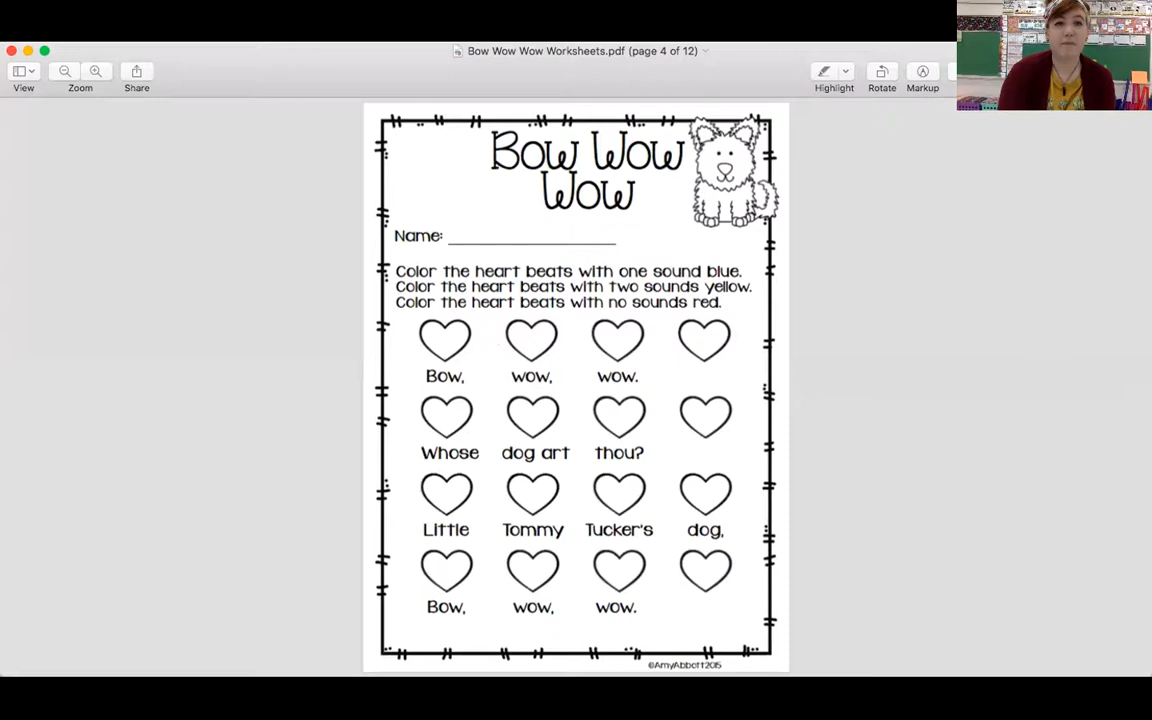 Bow Wow Wow Worksheets.pdf (page 4 of 12)
View
Zoom
Share
Highlight
Rotate
Markup
Bow Wow
Wow
Name:
Color the heart beats with one sound blue.
Color the heart beats with two sounds yellow.
Color the heart beats with no sounds red.
Bow, wow, wow.
Whose dog art thou?
Little Tommy Tucker's dog,
Bow, wow, wow.
©AmyAbbott2015